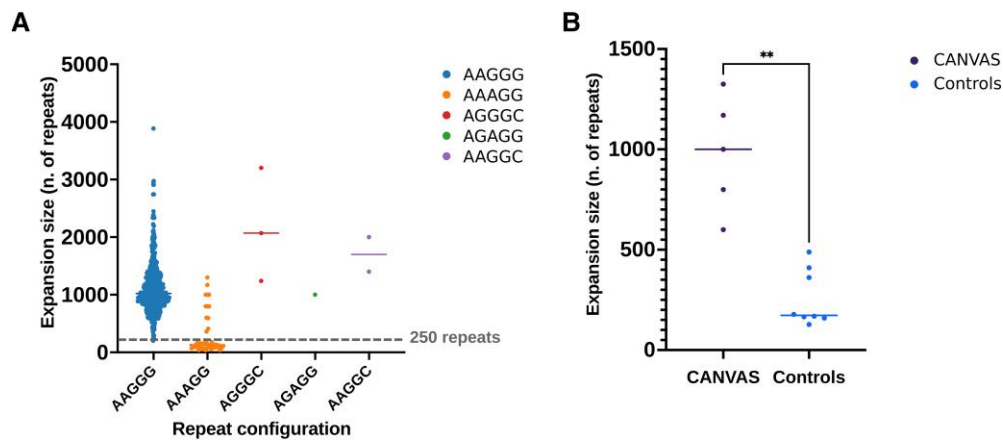 A
Expansion size (n. of repeats)
5000
4000
3000
2000
1000
0
250 repeats
AAGGG
AAAGG
AGGGC
AGAGG
AAGGC
Repeat configuration
AAGGG
AAAGG
AGGGC
AGAGG
AAGGC
B
Expansion size (n. of repeats)
1500
1000
500
0
**
CANVAS Controls
CANVAS
Controls